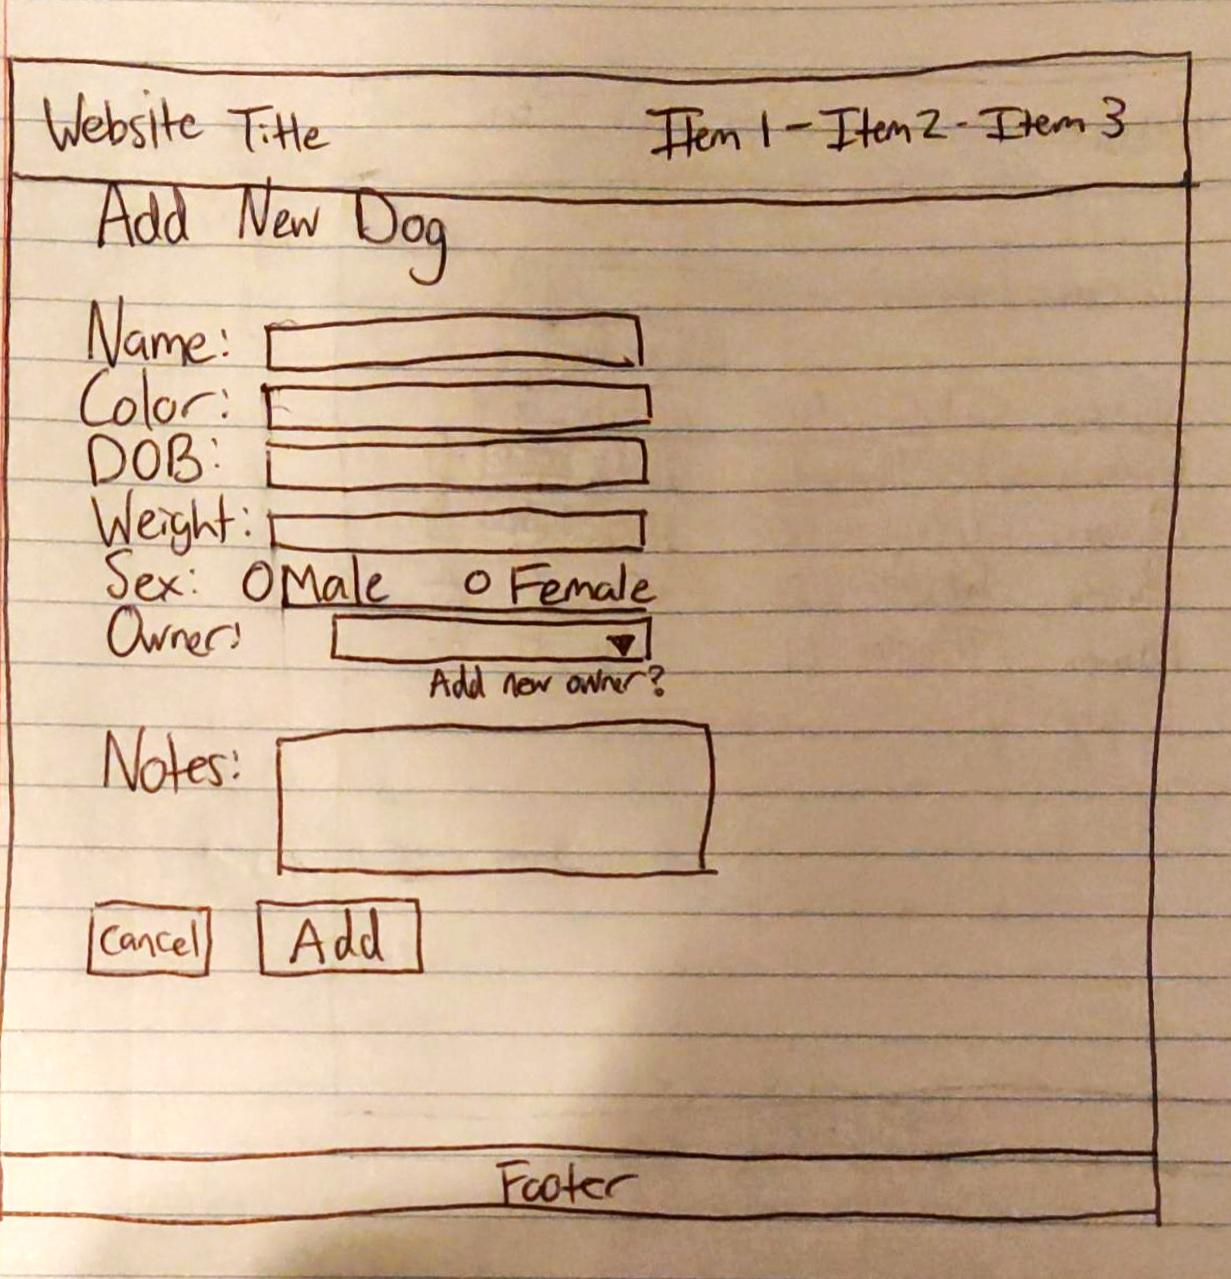 Website Title Item 1 - Item 2 - Item 3
Add New Dog
Name:
Color:
DOB:
Weight:
Sex: Male Female
Owner:
Add new owner?
Notes:
Cancel Add
Footer